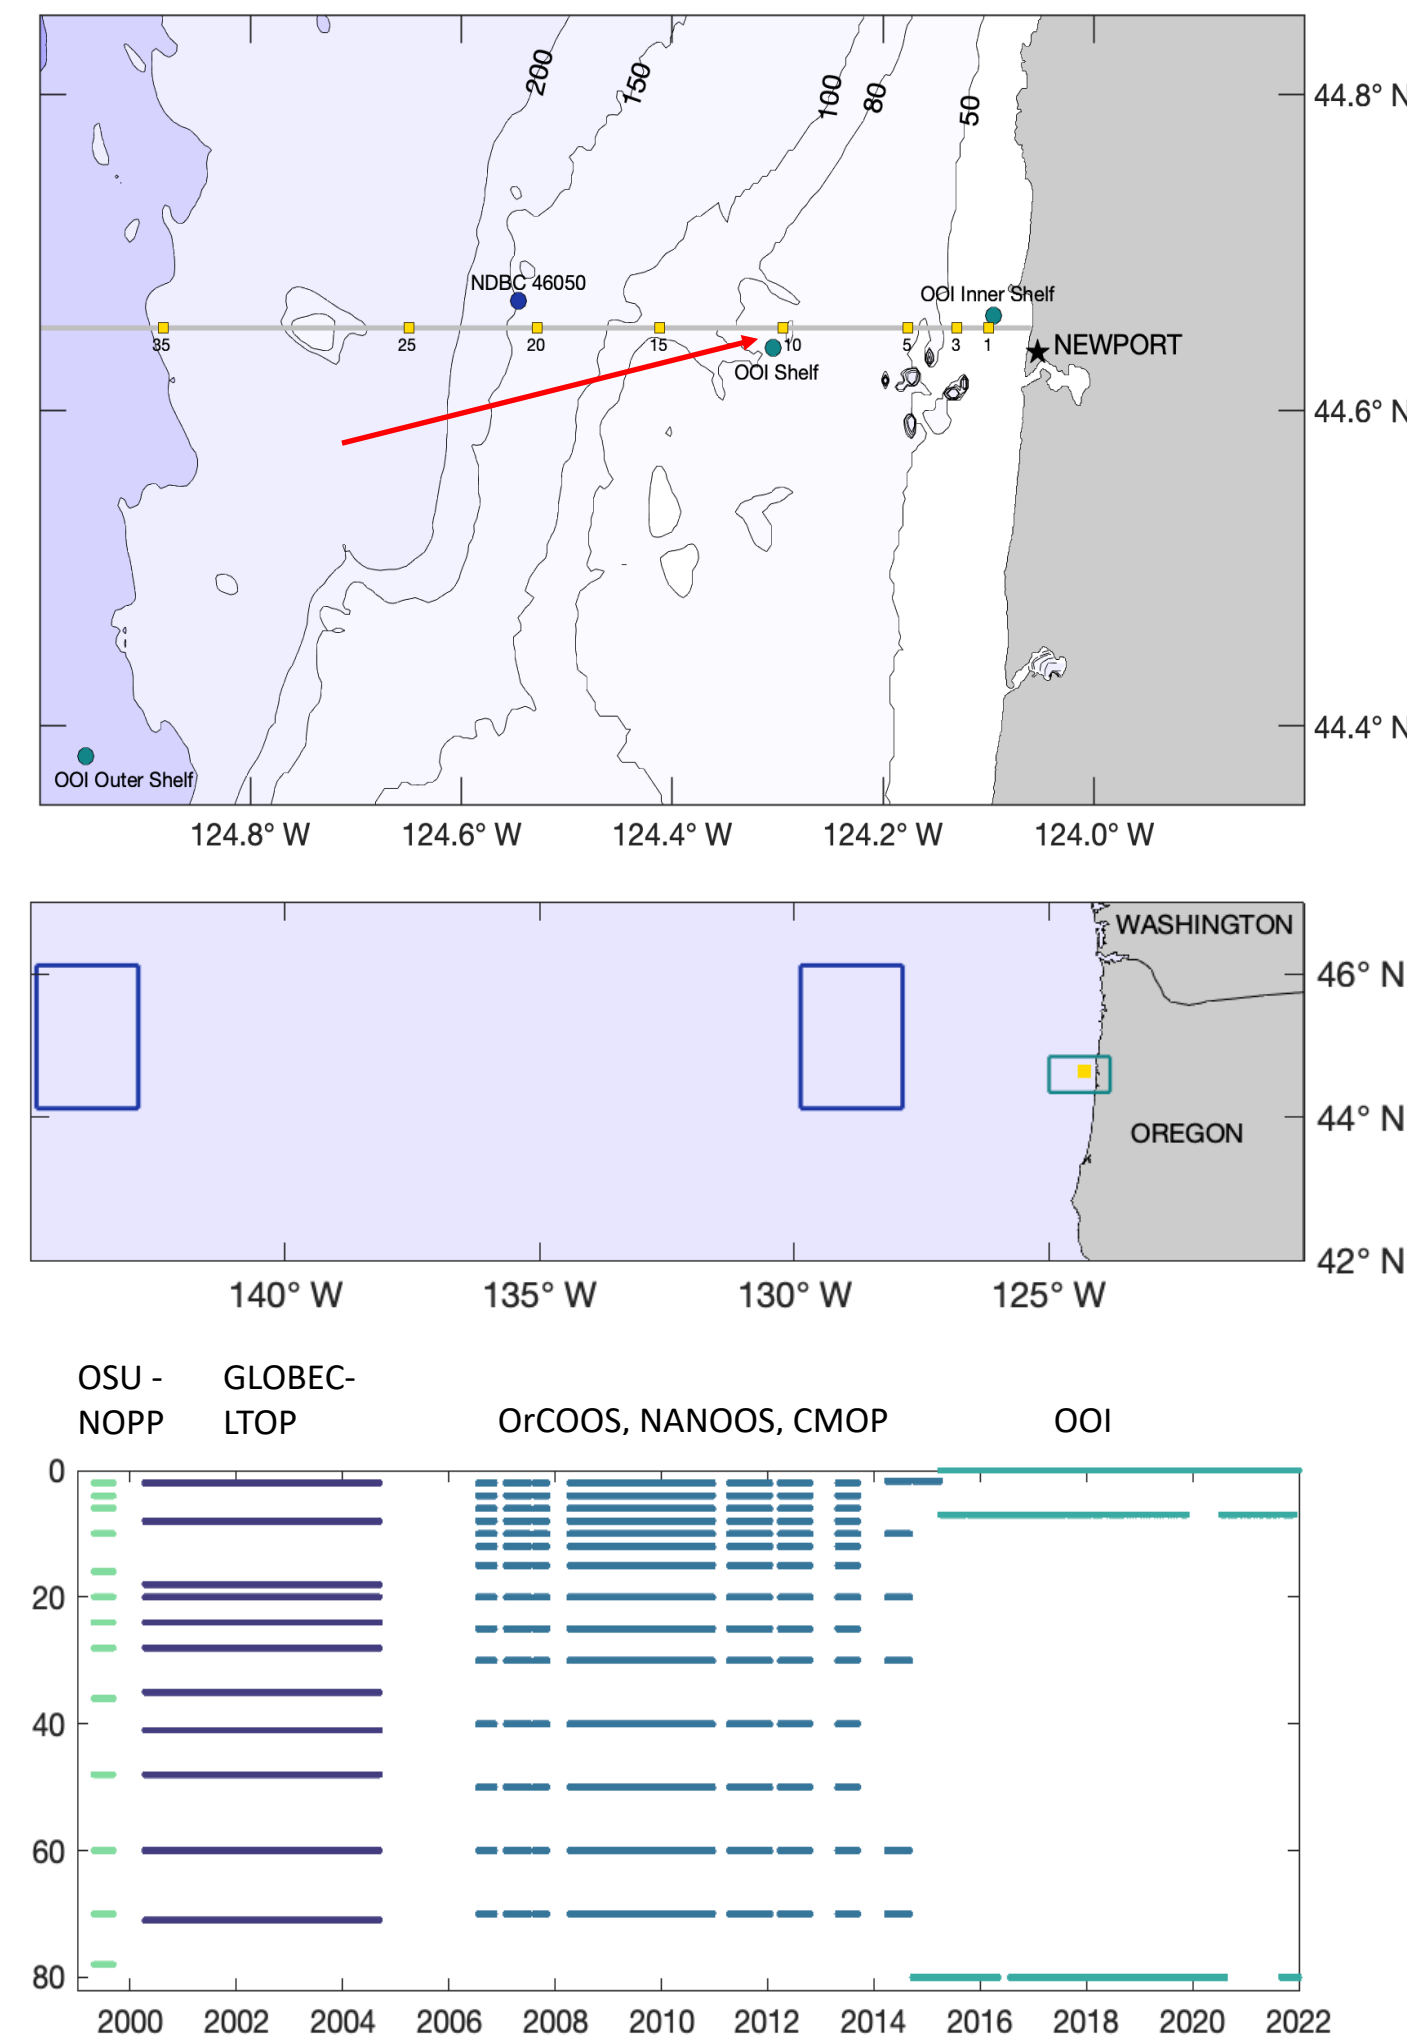 200
150
100
80
50
44.8° N
NDBC 46050
OOI Inner Shelf
35
25
20
15
10
5
3
1
NEWPORT
OOI Shelf
44.6° N
44.4° N
OOI Outer Shelf
124.8° W
124.6° W
124.4° W
124.2° W
124.0° W
WASHINGTON
46° N
44° N
OREGON
42° N
140° W
135° W
130° W
125° W
OSU -
NOPP
GLOBEC-
LTOP
OrCOOS, NANOOS, CMOP
OOI
0
20
40
60
80
2000 2002 2004 2006 2008 2010 2012 2014 2016 2018 2020 2022